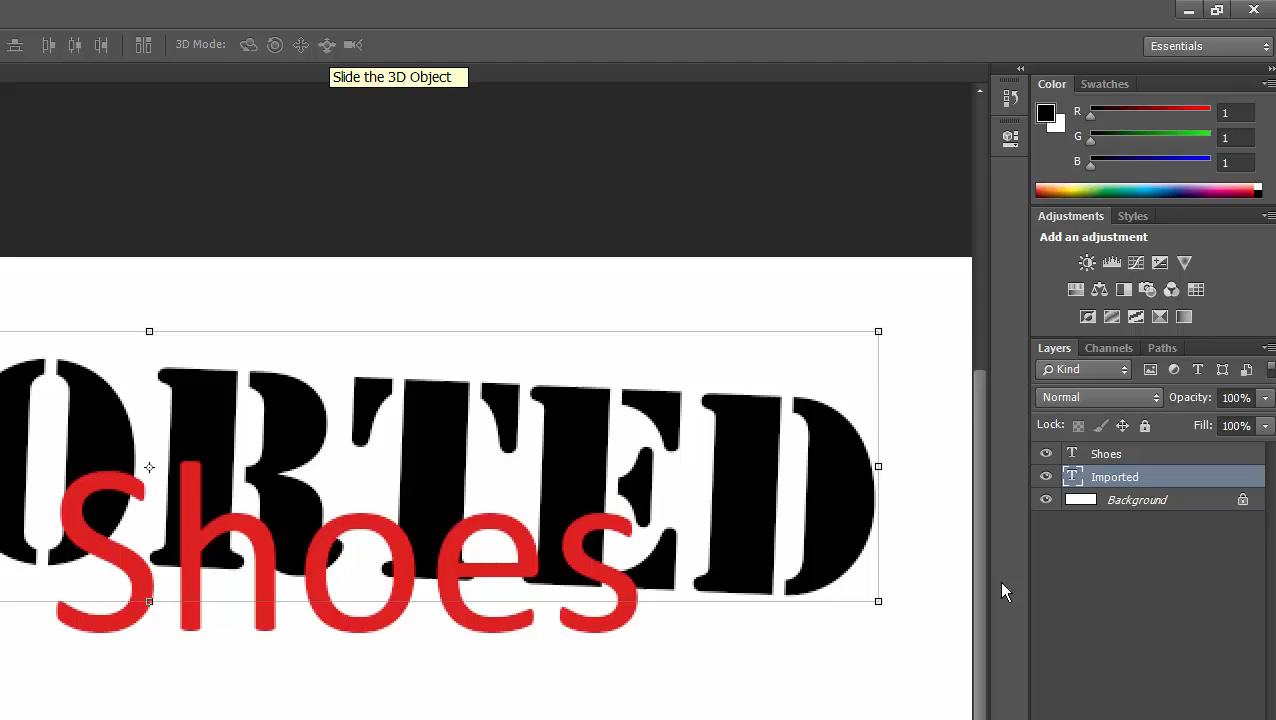 3D Mode:
Essentials
Slide the 3D Object
Color Swatches
R 1
G 1
B 1
Adjustments Styles
Add an adjustment
Layers Channels Paths
Kind T
Normal Opacity: 100%
Lock: Fill: 100%
T Shoes
T Imported
Background
ORTED
Shoes